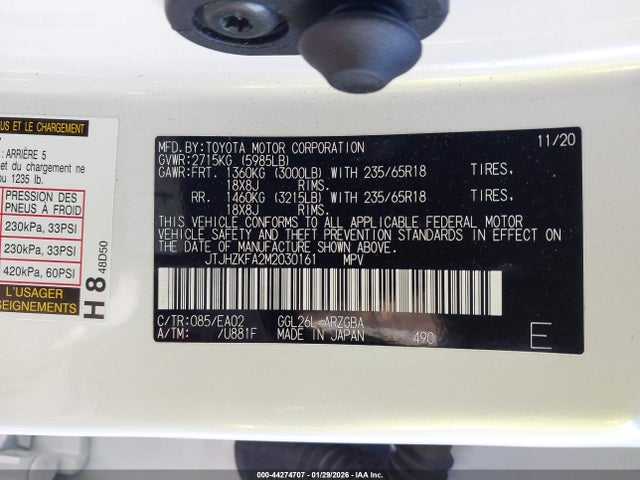 US ET LE CHARGEMENT
: ARRIÈRE 5
et du chargement ne
ou 1235 lb.
PRESSION DES
PNEUS À FROID
230kPa, 33PSI
230kPa, 33PSI
420kPa, 60PSI
L'USAGER
SEIGNEMENTS
H 8 48D50
MFD.BY:TOYOTA MOTOR CORPORATION 11/20
GVWR:2715KG (5985LB)
GAWR:FRT. 1360KG (3000LB) WITH 235/65R18 TIRES,
18X8J RIMS.
RR. 1460KG (3215LB) WITH 235/65R18 TIRES,
18X8J RIMS.
THIS VEHICLE CONFORMS TO ALL APPLICABLE FEDERAL MOTOR
VEHICLE SAFETY AND THEFT PREVENTION STANDARDS IN EFFECT ON
THE DATE OF MANUFACTURE SHOWN ABOVE.
JTJHZKFA2M2030161 MPV
C/TR:085/EA02 GGL26L-ARZGBA
A/TM: /U881F MADE IN JAPAN 490
E
000-44274707 - 01/29/2026 - IAA Inc.